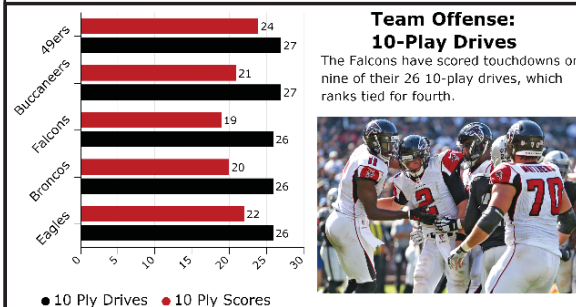 Team Offense:
10-Play Drives
The Falcons have scored touchdowns on
nine of their 26 10-play drives, which
ranks tied for fourth.
49ers
24
27
Buccaneers
21
27
Falcons
19
26
Broncos
20
26
Eagles
22
26
0 5 10 15 20 25 30
10 Ply Drives 10 Ply Scores
11
2
70